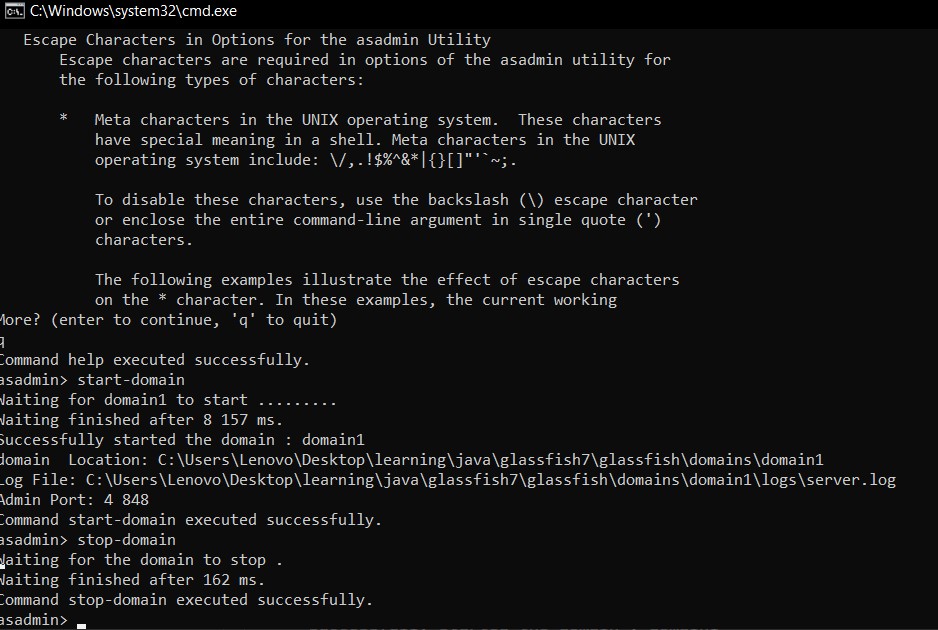 C:\Windows\system32\cmd.exe
Escape Characters in Options for the asadmin Utility
Escape characters are required in options of the asadmin utility for
the following types of characters:
* Meta characters in the UNIX operating system.  These characters
have special meaning in a shell. Meta characters in the UNIX
operating system include: \/,.!$%^&*|{}[]"'`~;.
To disable these characters, use the backslash (\) escape character
or enclose the entire command-line argument in single quote (')
characters.
The following examples illustrate the effect of escape characters
on the * character. In these examples, the current working
More? (enter to continue, 'q' to quit)
q
Command help executed successfully.
asadmin> start-domain
Waiting for domain1 to start .........
Waiting finished after 8 157 ms.
Successfully started the domain : domain1
domain  Location: C:\Users\Lenovo\Desktop\learning\java\glassfish7\glassfish\domains\domain1
Log File: C:\Users\Lenovo\Desktop\learning\java\glassfish7\glassfish\domains\domain1\logs\server.log
Admin Port: 4 848
Command start-domain executed successfully.
asadmin> stop-domain
Waiting for the domain to stop .
Waiting finished after 162 ms.
Command stop-domain executed successfully.
asadmin>